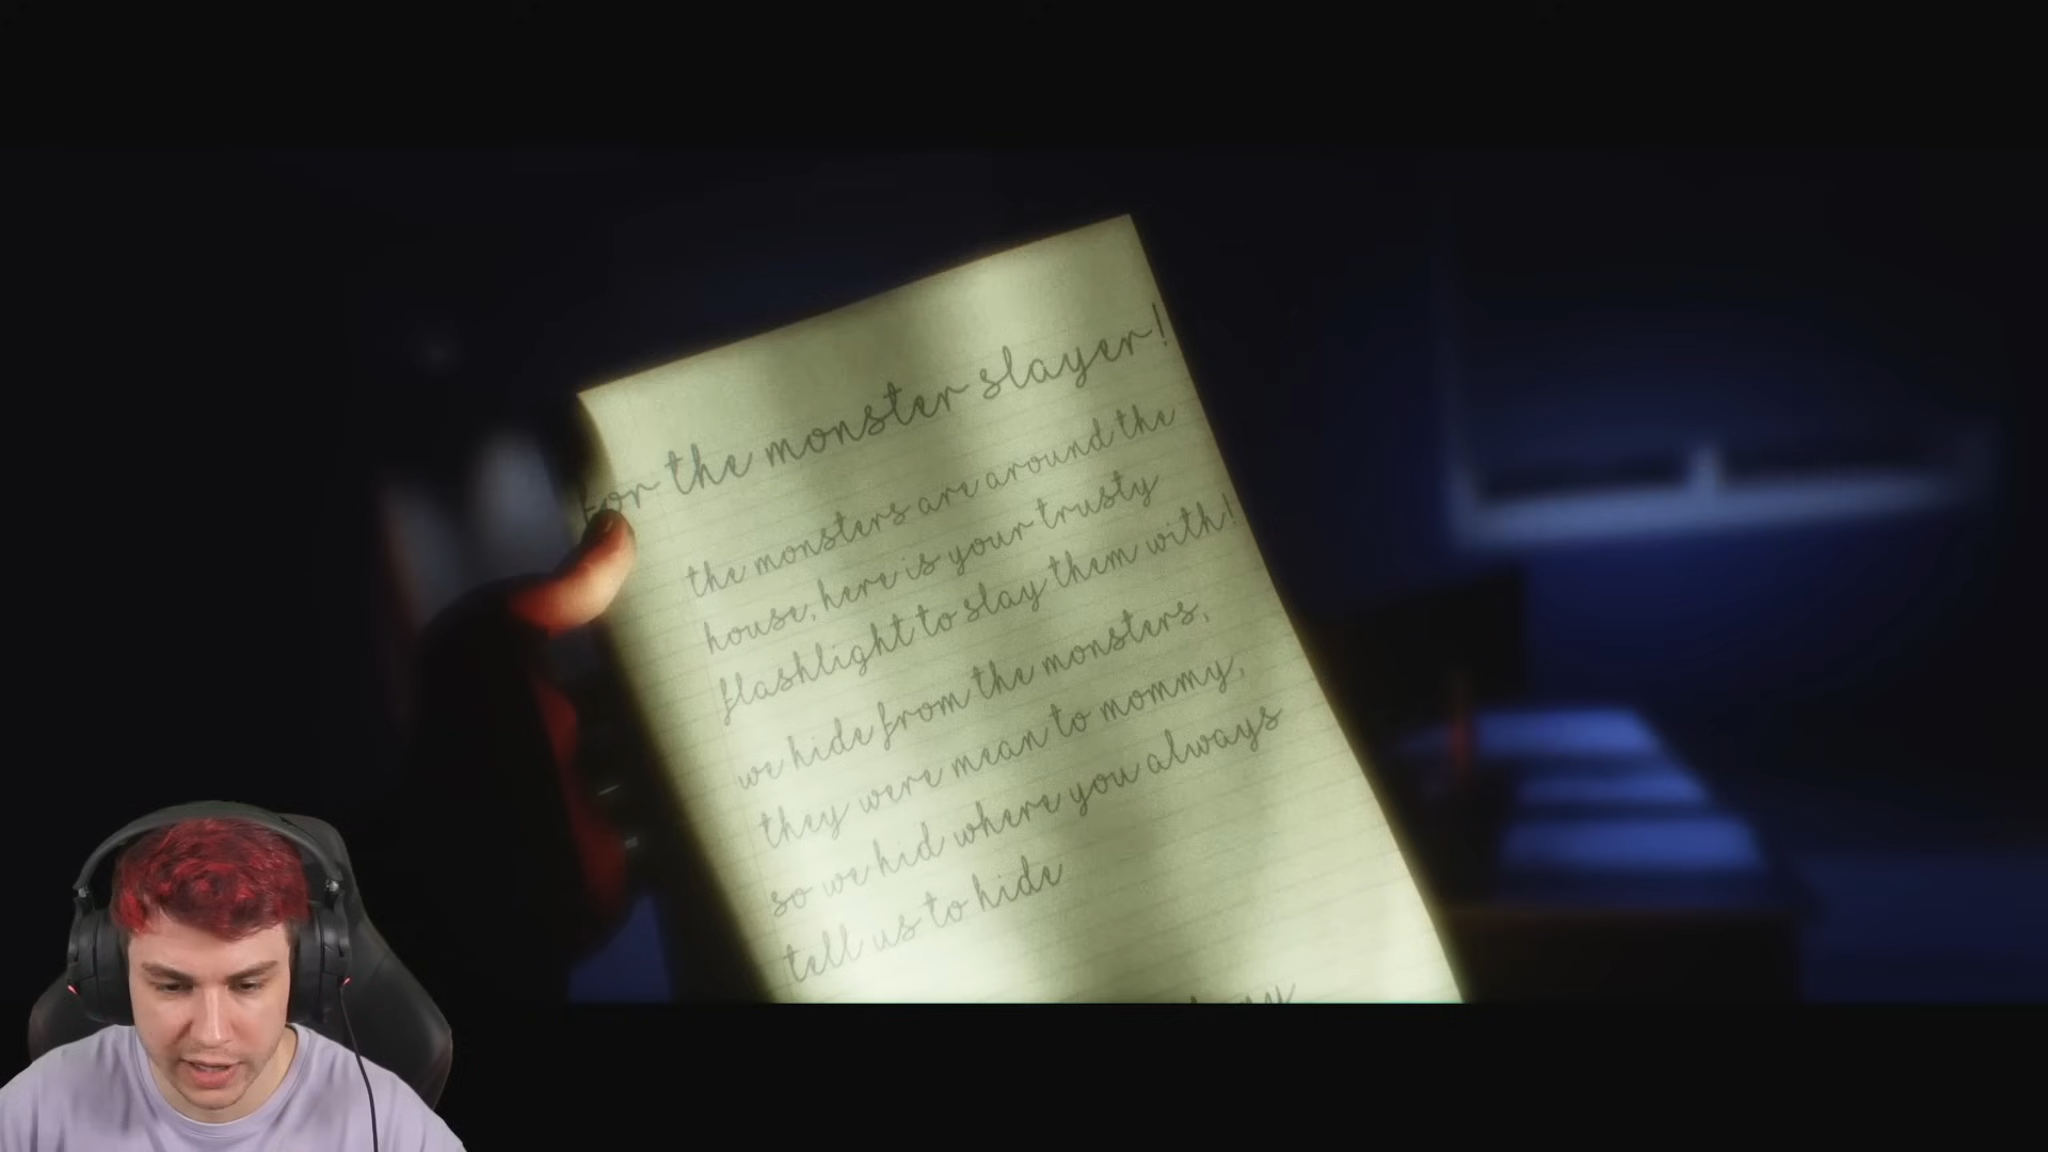 For the monster slayer!
the monsters are around the
house, here is your trusty
flashlight to slay them with!
we hide from the monsters,
they were mean to mommy,
so we hid where you always
tell us to hide